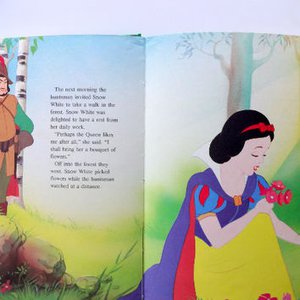 The next morning the
huntsman invited Snow
White to take a walk in the
forest. Snow White was
delighted to have a rest from
her daily work.
"Perhaps the Queen likes
me after all," she said. "I
shall bring her a bouquet of
flowers."
Off into the forest they
went. Snow White picked
flowers while the huntsman
watched at a distance.